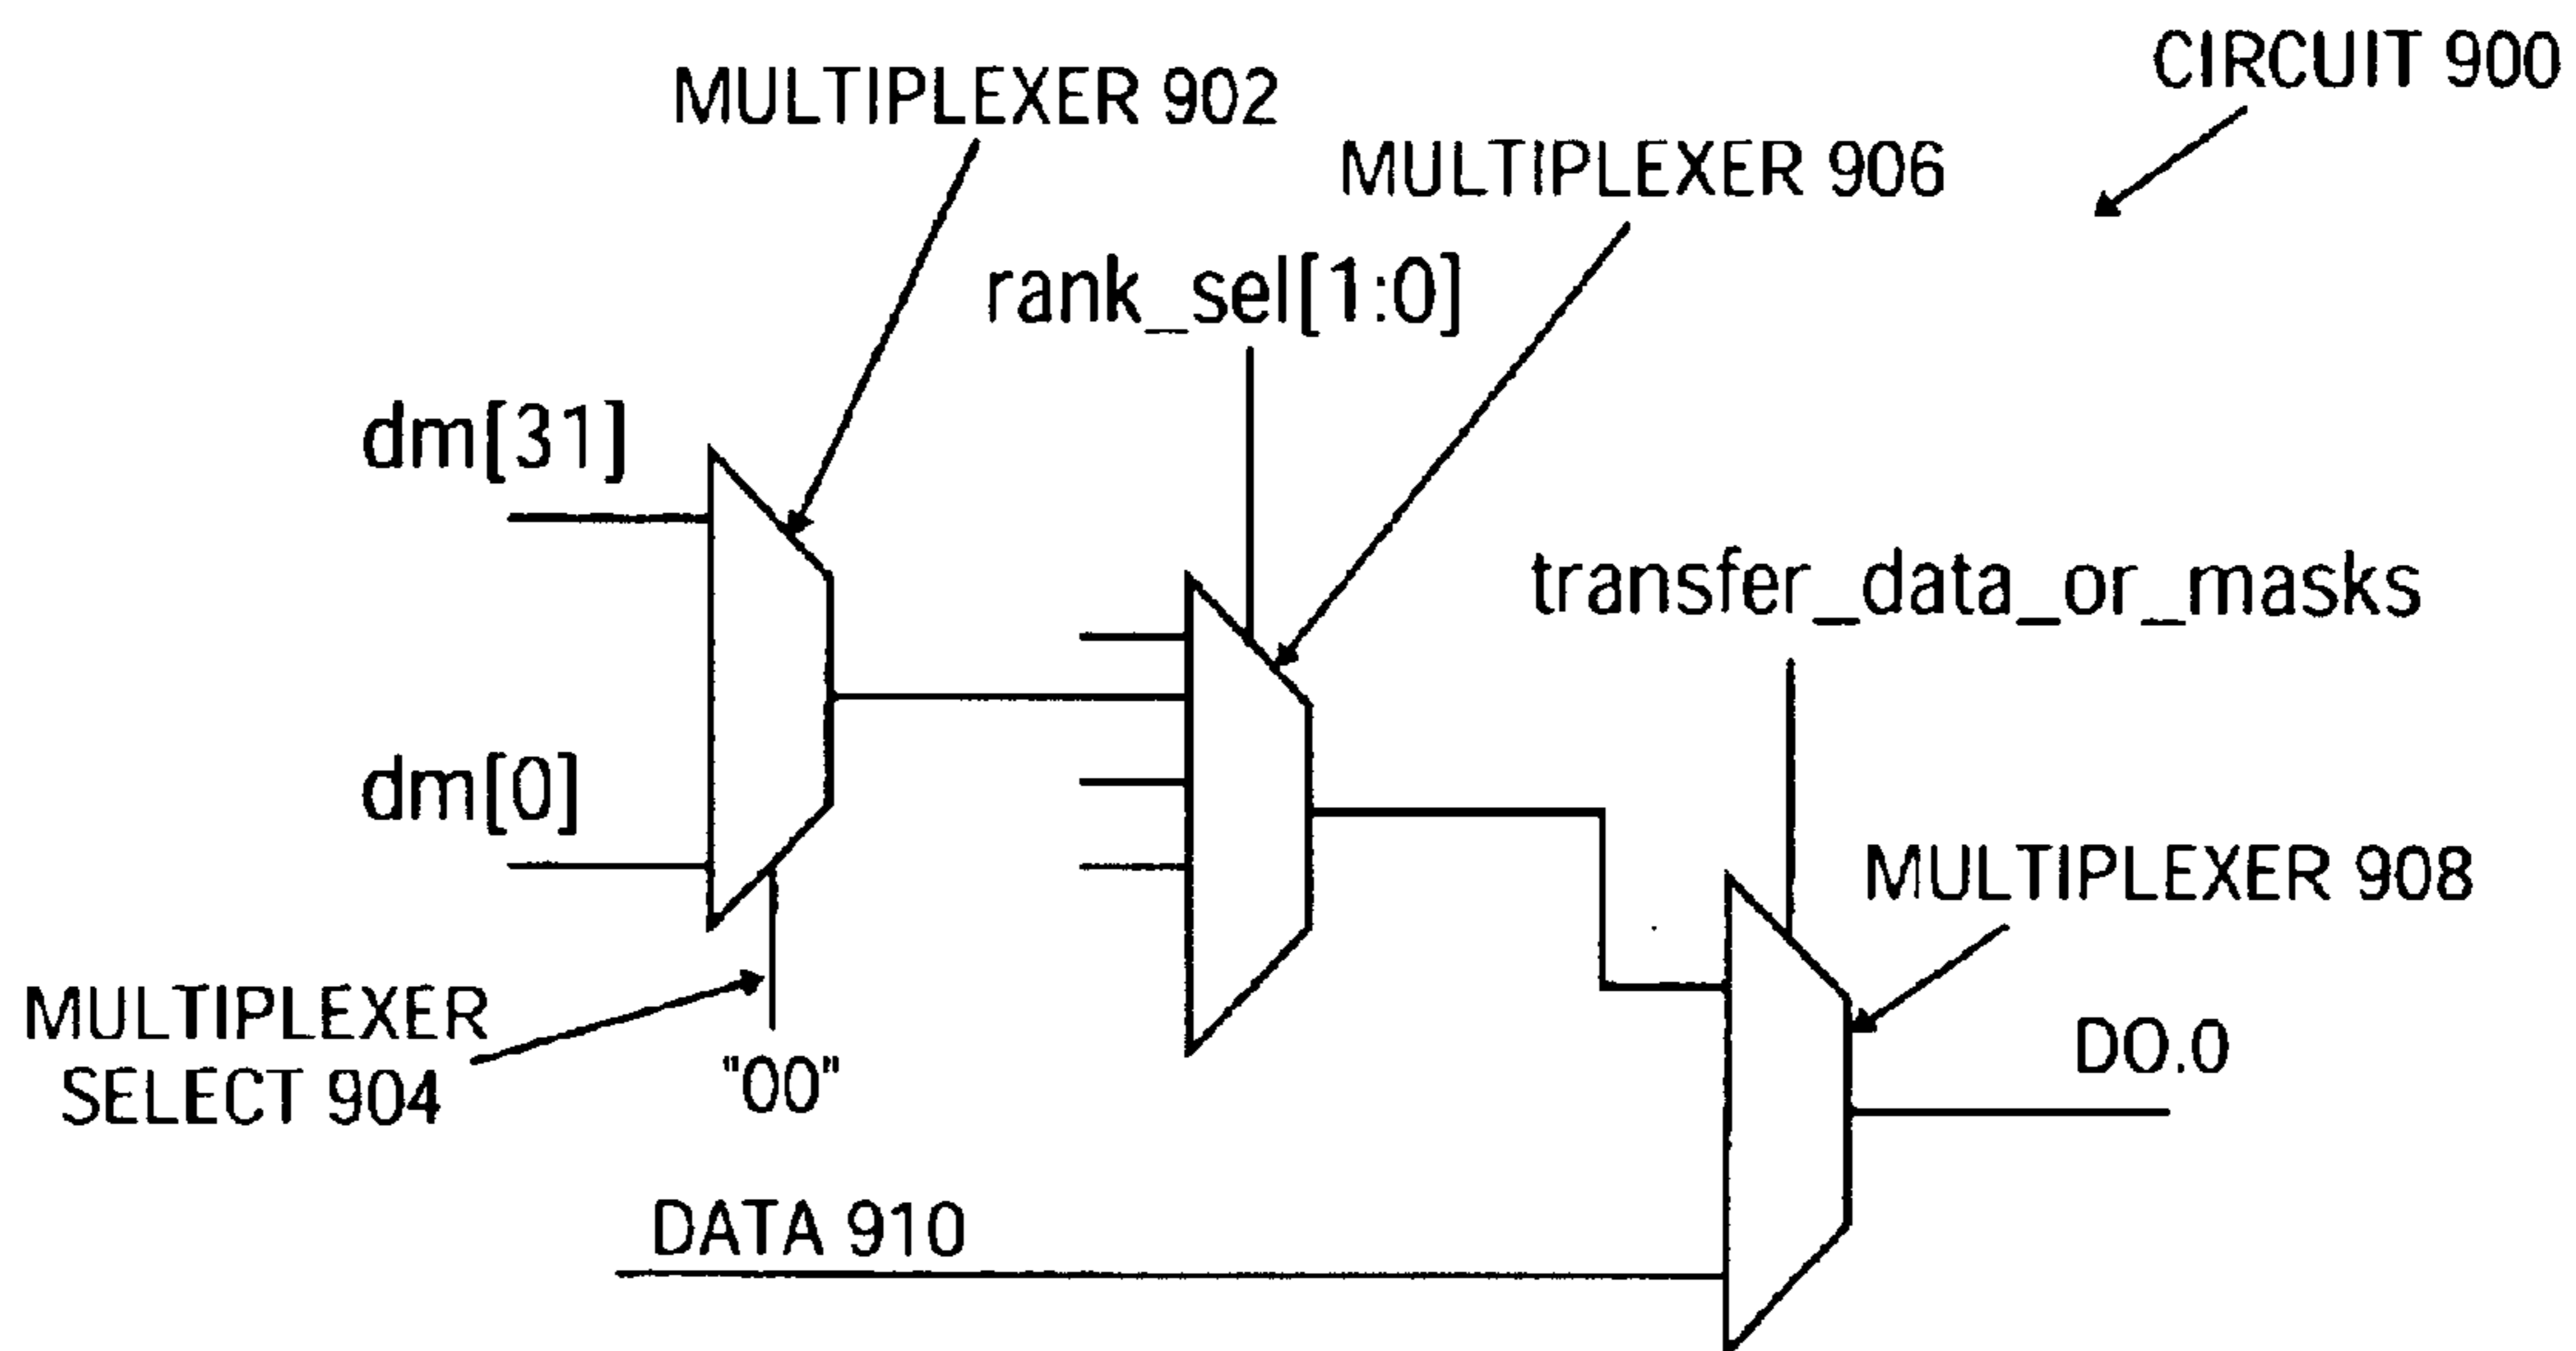 CIRCUIT 900
MULTIPLEXER 902
MULTIPLEXER 906
rank_sel[1:0]
dm[31]
transfer_data_or_masks
dm[0]
MULTIPLEXER 908
MULTIPLEXER
SELECT 904
"00"
DO.0
DATA 910